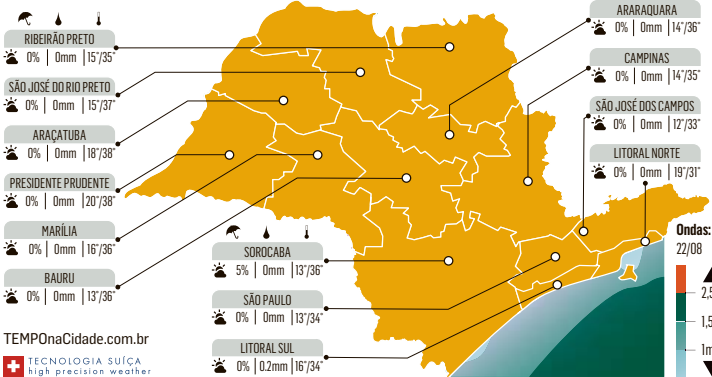 RIBEIRÃO PRETO
0% | 0mm | 15°/35°
SÃO JOSÉ DO RIO PRETO
0% | 0mm | 15°/37°
ARAÇATUBA
0% | 0mm | 18°/38°
PRESIDENTE PRUDENTE
0% | 0mm | 20°/38°
MARÍLIA
0% | 0mm | 16°/36°
BAURU
0% | 0mm | 13°/36°
SOROCABA
5% | 0mm | 13°/36°
SÃO PAULO
0% | 0mm | 13°/34°
LITORAL SUL
0% | 0.2mm | 16°/34°
ARARAQUARA
0% | 0mm | 14°/36°
CAMPINAS
0% | 0mm | 14°/35°
SÃO JOSÉ DOS CAMPOS
0% | 0mm | 12°/33°
LITORAL NORTE
0% | 0mm | 19°/31°
Ondas:
22/08
2,5
1,5
1m
TEMPOnaCidade.com.br
TECNOLOGIA SUÍÇA
high precision weather